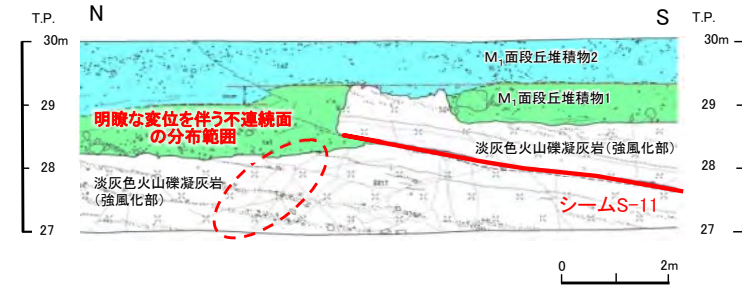 T.P.
N
S
T.P.
30m
30m
M1面段丘堆積物2
29
M1面段丘堆積物1
29
明瞭な変位を伴う不連続面
の分布範囲
淡灰色火山礫凝灰岩(強風化部)
28
28
淡灰色火山礫凝灰岩
(強風化部)
シームS-11
27
27
0
2m